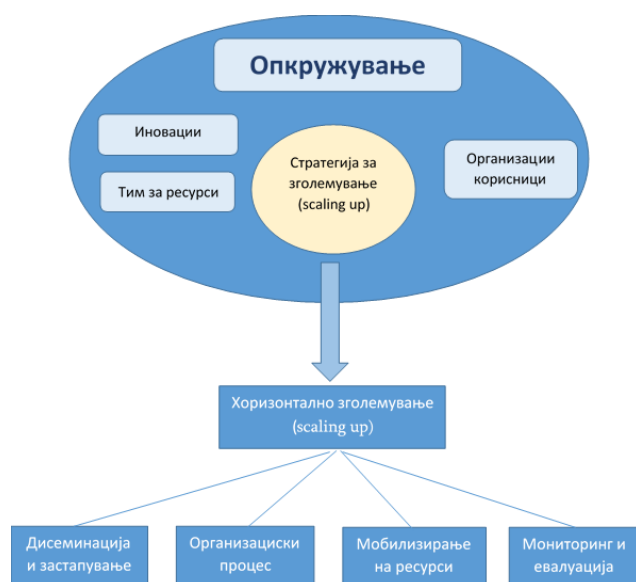 Опкружување
Иновации
Тим за ресурси
Стратегија за
зголемување
(scaling up)
Организации
корисници
Хоризонтално зголемување
(scaling up)
Дисеминација
и застапување
Организациски
процес
Мобилизирање
на ресурси
Мониторинг и
евалуација